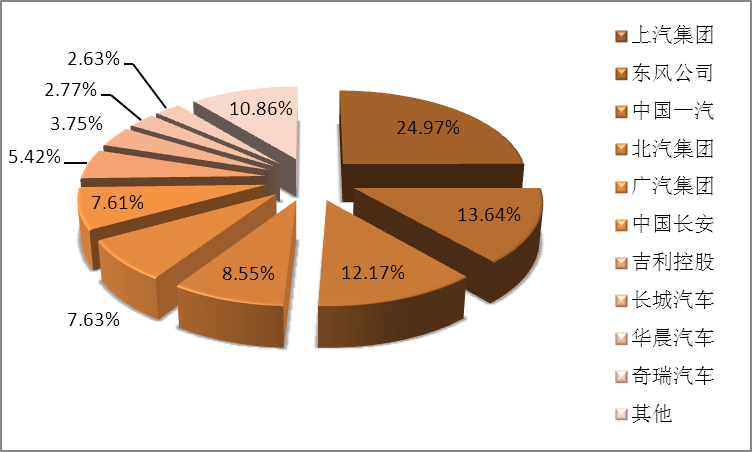 2.63%
2.77%
3.75%
5.42%
7.61%
7.63%
8.55%
12.17%
13.64%
24.97%
10.86%
上汽集团
东风公司
中国一汽
北汽集团
广汽集团
中国长安
吉利控股
长城汽车
华晨汽车
奇瑞汽车
其他